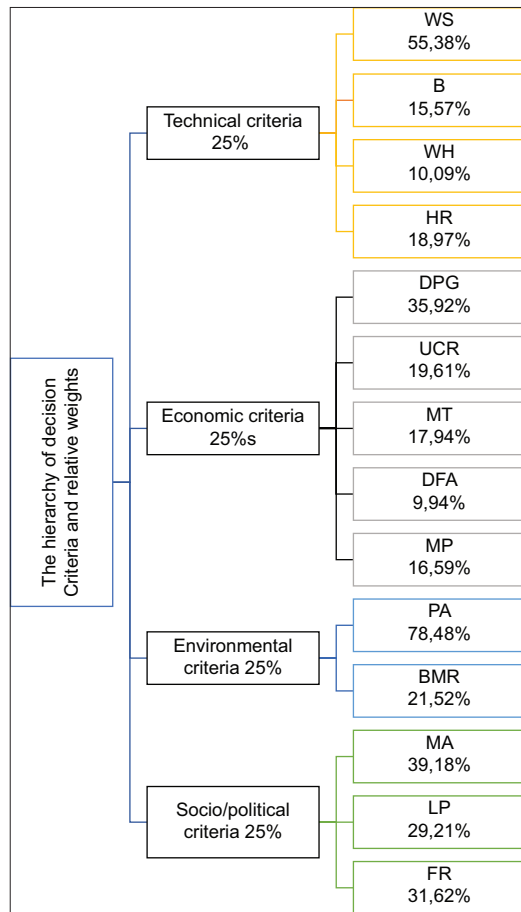 The hierarchy of decision
Criteria and relative weights
Technical criteria
25%
WS
55,38%
B
15,57%
WH
10,09%
HR
18,97%
Economic criteria
25%s
DPG
35,92%
UCR
19,61%
MT
17,94%
DFA
9,94%
MP
16,59%
Environmental
criteria 25%
PA
78,48%
BMR
21,52%
Socio/political
criteria 25%
MA
39,18%
LP
29,21%
FR
31,62%